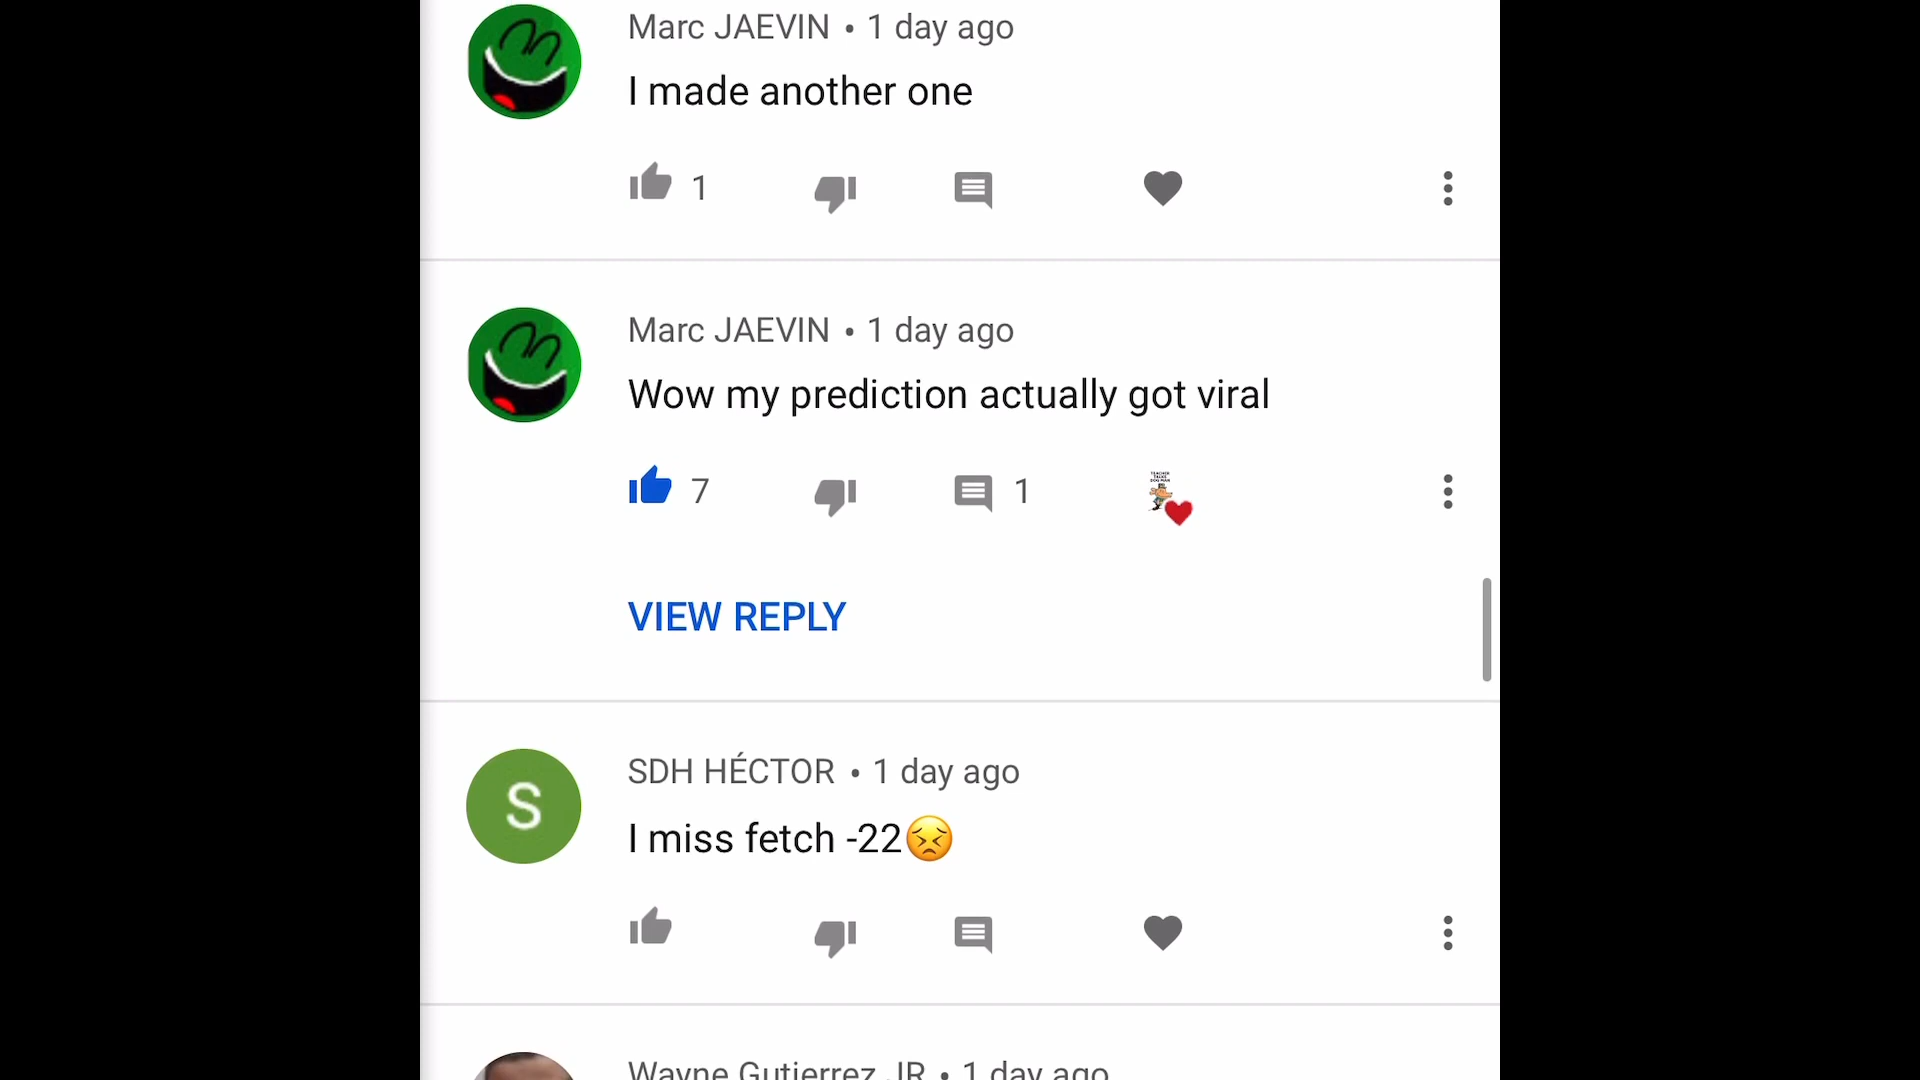 Marc JAEVIN • 1 day ago
I made another one
1
Marc JAEVIN • 1 day ago
Wow my prediction actually got viral
7
1
VIEW REPLY
S
SDH HÉCTOR • 1 day ago
I miss fetch -22😣
Wayne Gutierrez JR • 1 day ago